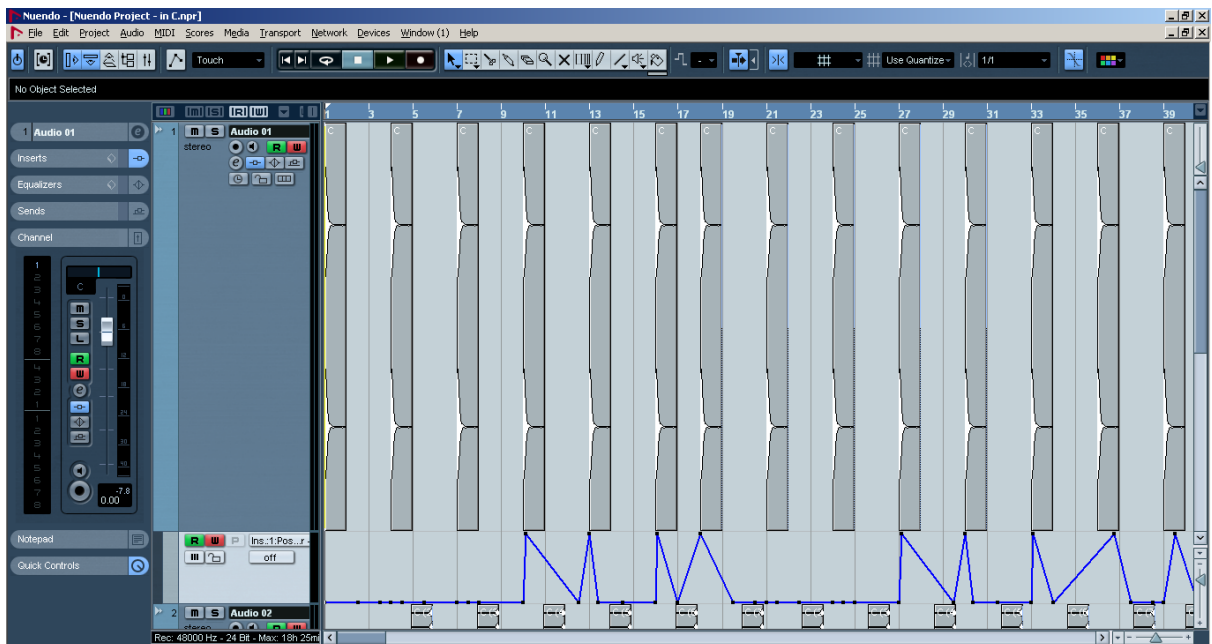 Nuendo - [Nuendo Project - in C.npr]
File Edit Project Audio MIDI Scores Media Transport Network Devices Window (1) Help
Touch
Use Quantize
1/1
No Object Selected
1 3 5 7 9 11 13 15 17 19 21 23 25 27 29 31 33 35 37 39
1 Audio 01
1 m S Audio 01
stereo
R W
Inserts
Equalizers
Sends
Channel
C C C C C C C C C C C C C C
C
m
S
L
R
W
-7.8
0.00
Notepad
R W P Ins.:1:Pos...r
off
Quick Controls
2 m S Audio 02
stereo
Rec: 48000 Hz - 24 Bit - Max: 18h 25mi